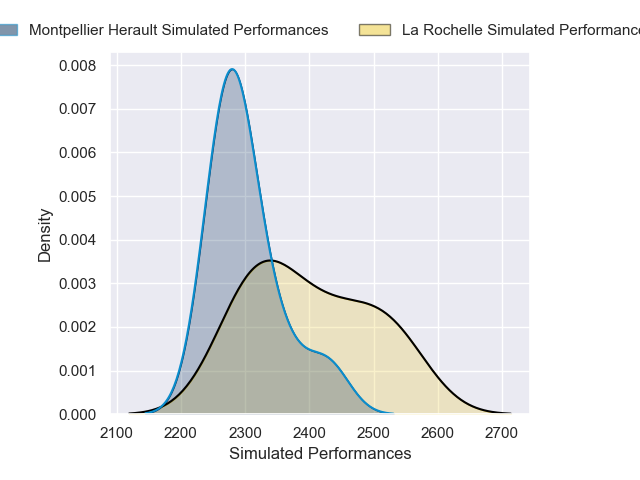 Montpellier Herault Simulated Performances
La Rochelle Simulated
0.008
0.007
0.006
0.005
0.004
0.003
0.002
0.001
0.000
Density
2100 2200 2300 2400 2500 2600 2700
Simulated Performances